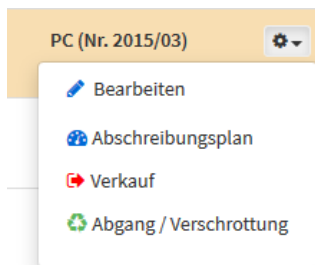 PC (Nr. 2015/03)
Bearbeiten
Abschreibungsplan
Verkauf
Abgang / Verschrottung